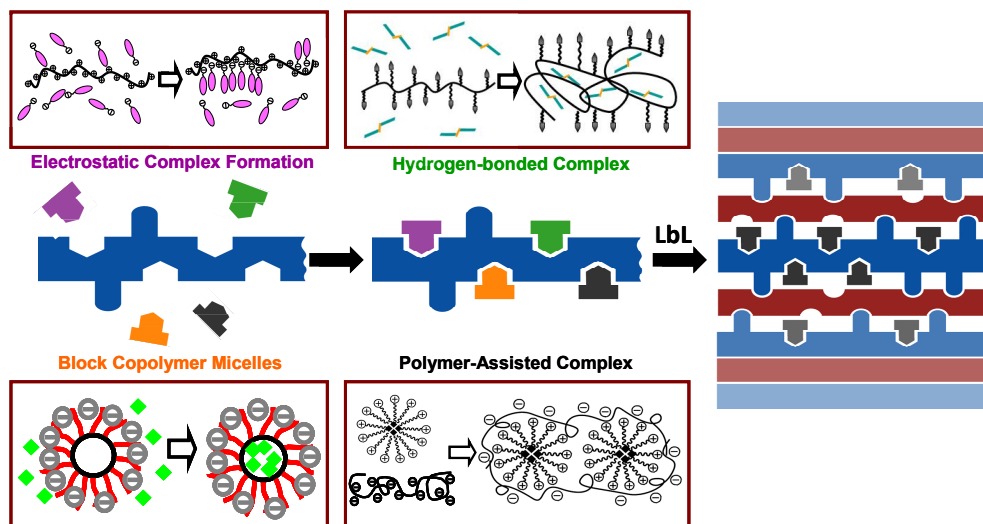 Electrostatic Complex Formation
Hydrogen-bonded Complex
LbL
Block Copolymer Micelles
Polymer-Assisted Complex